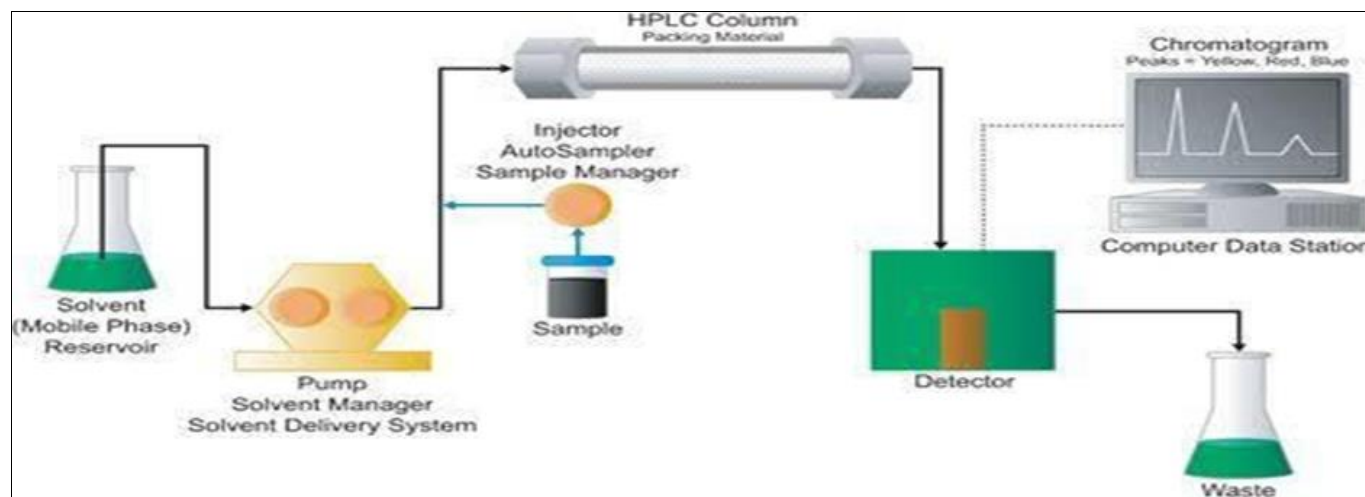 HPLC Column
Packing Material
Chromatogram
Peaks = Yellow, Red, Blue
Injector
AutoSampler
Sample Manager
Computer Data Station
Solvent
(Mobile Phase)
Reservoir
Sample
Pump
Solvent Manager
Solvent Delivery System
Detector
Waste